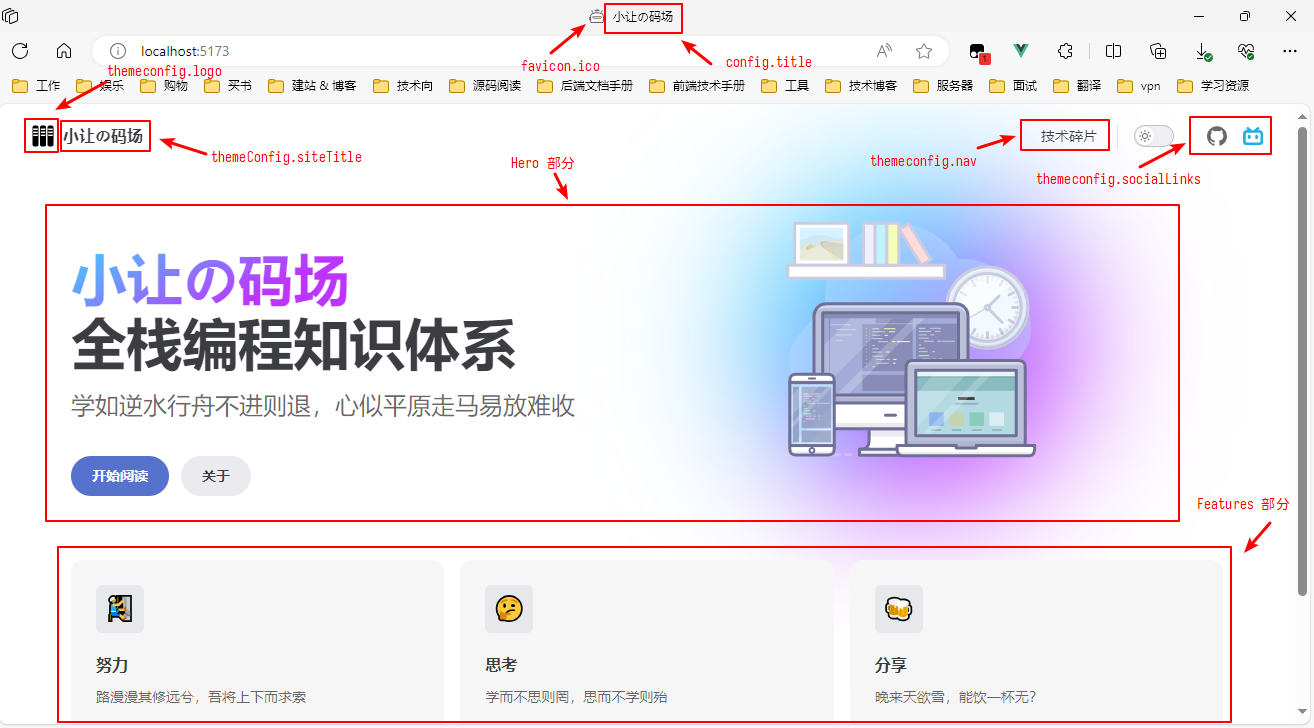 小让の码场
localhost:5173
favicon.ico
config.title
themeconfig.logo
工作 娱乐 购物 买书 建站 & 博客 技术向 源码阅读 后端文档手册 前端技术手册 工具 技术博客 服务器 面试 翻译 vpn 学习资源
1
小让の码场
themeConfig.siteTitle
技术碎片
themeconfig.nav
themeconfig.socialLinks
Hero 部分
小让の码场
全栈编程知识体系
学如逆水行舟不进则退，心似平原走马易放难收
开始阅读 关于
Features 部分
努力
路漫漫其修远兮，吾将上下而求索
思考
学而不思则罔，思而不学则殆
分享
晚来天欲雪，能饮一杯无？